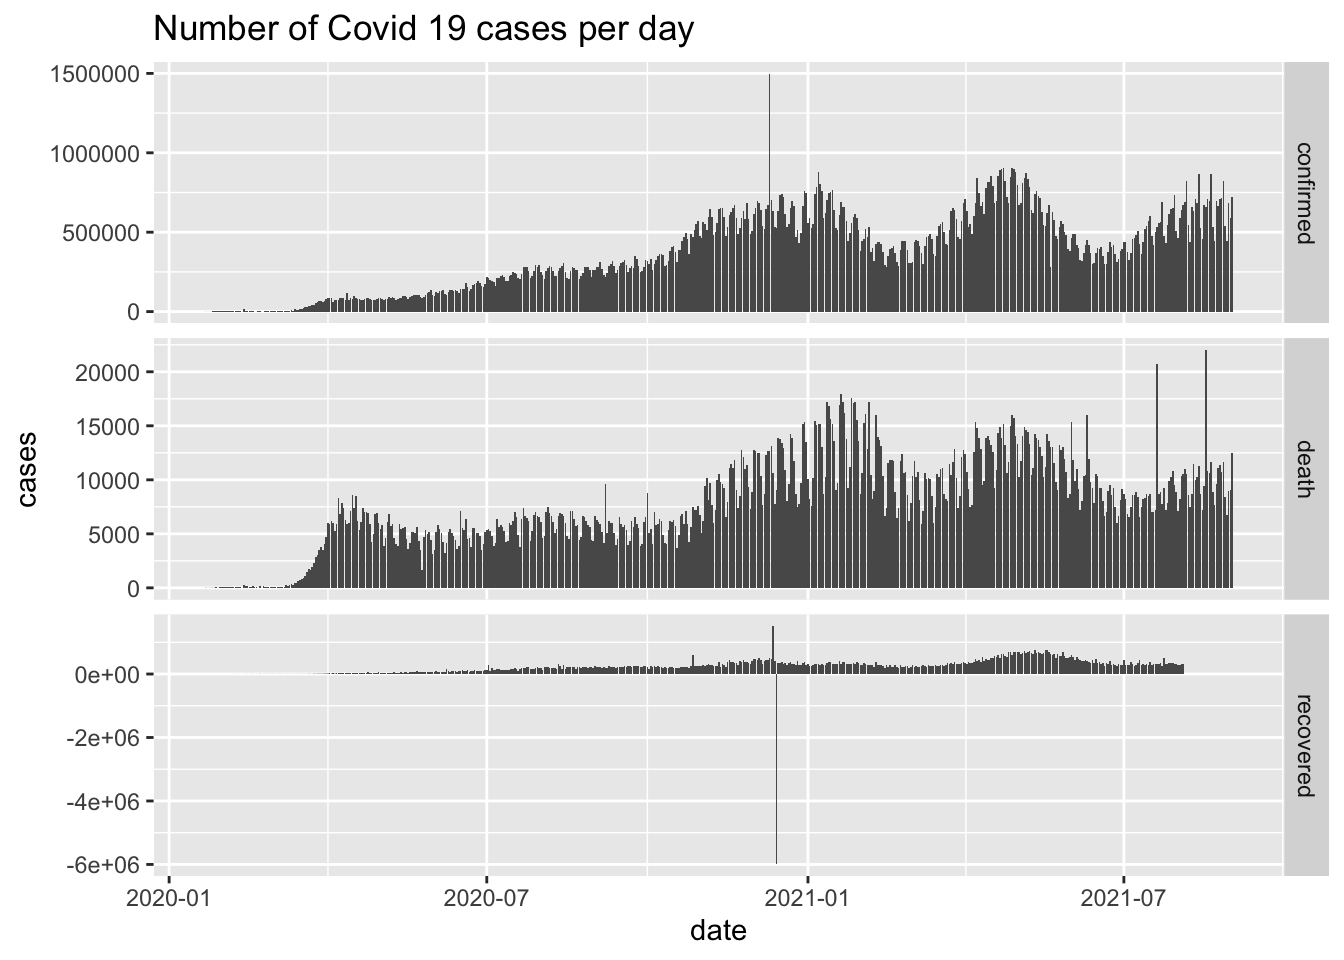 Number of Covid 19 cases per day
1500000
1000000
500000
0
confirmed
20000
15000
10000
5000
0
death
cases
0e+00
-2e+06
-4e+06
-6e+06
recovered
2020-01 2020-07 2021-01 2021-07
date